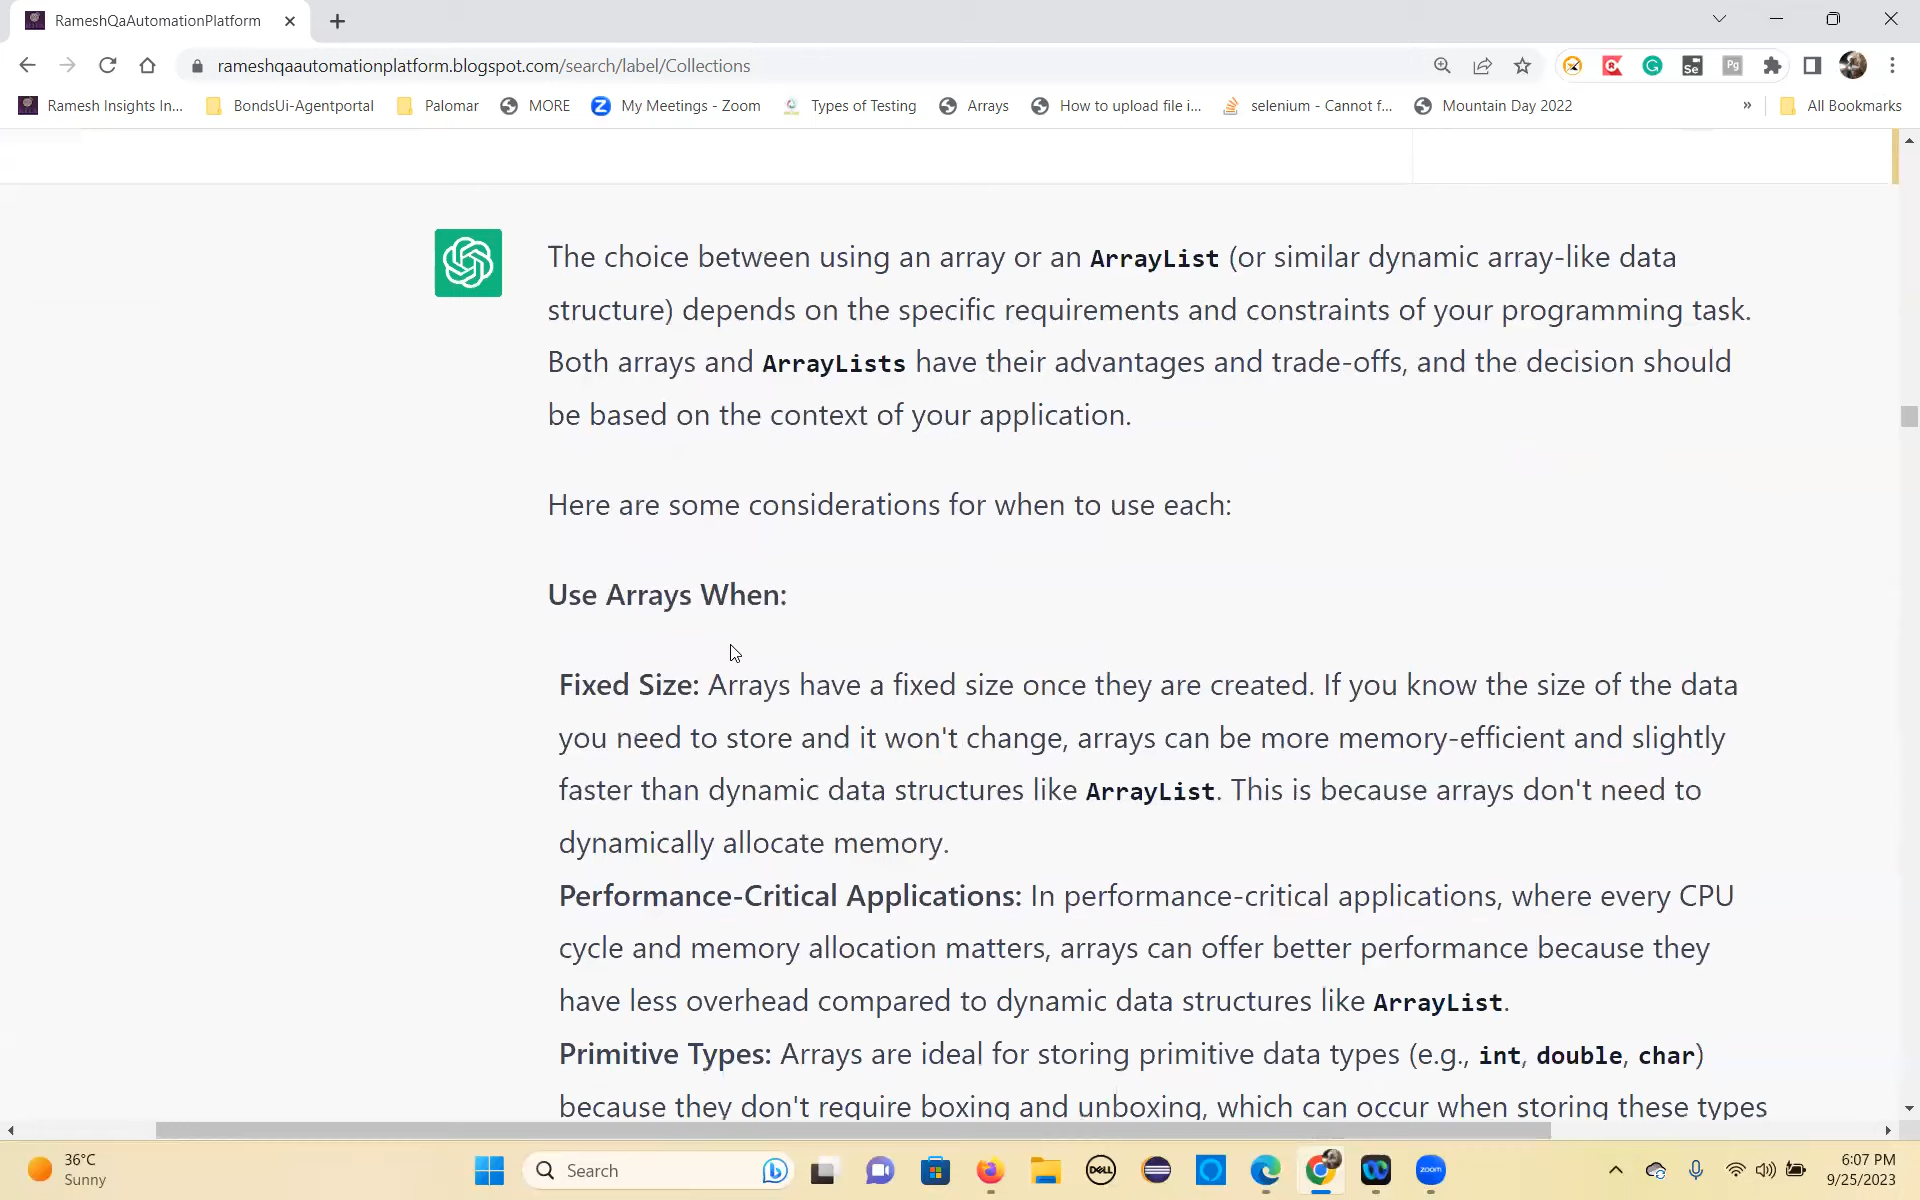 RameshQaAutomationPlatform
rameshqaautomationplatform.blogspot.com/search/label/Collections
Ramesh Insights In...
BondsUi-Agentportal
Palomar
MORE
My Meetings - Zoom
Types of Testing
Arrays
How to upload file i...
selenium - Cannot f...
Mountain Day 2022
»
All Bookmarks
The choice between using an array or an ArrayList (or similar dynamic array-like data
structure) depends on the specific requirements and constraints of your programming task.
Both arrays and ArrayLists have their advantages and trade-offs, and the decision should
be based on the context of your application.
Here are some considerations for when to use each:
Use Arrays When:
Fixed Size: Arrays have a fixed size once they are created. If you know the size of the data
you need to store and it won't change, arrays can be more memory-efficient and slightly
faster than dynamic data structures like ArrayList. This is because arrays don't need to
dynamically allocate memory.
Performance-Critical Applications: In performance-critical applications, where every CPU
cycle and memory allocation matters, arrays can offer better performance because they
have less overhead compared to dynamic data structures like ArrayList.
Primitive Types: Arrays are ideal for storing primitive data types (e.g., int, double, char)
because they don't require boxing and unboxing, which can occur when storing these types
36°C
Sunny
Search
DELL
zoom
6:07 PM
9/25/2023